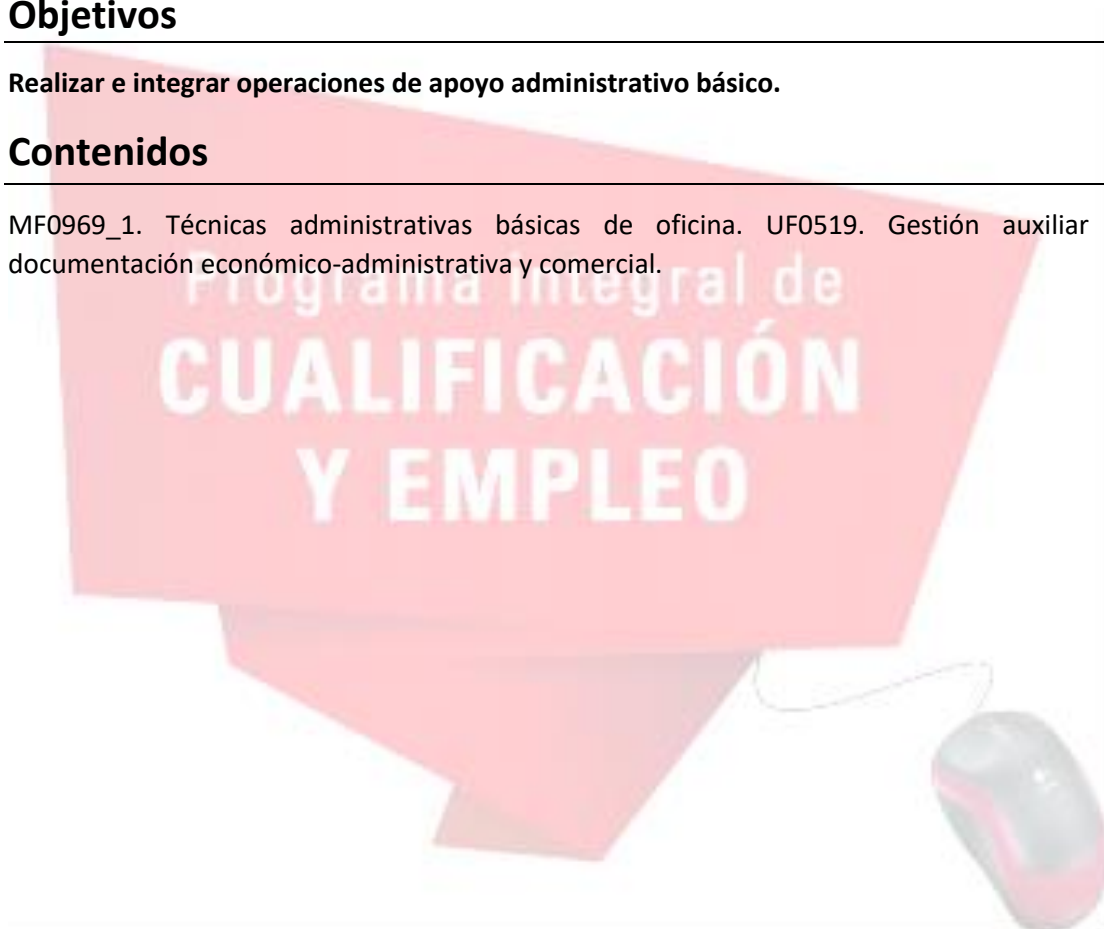 Objetivos
Realizar e integrar operaciones de apoyo administrativo básico.
Contenidos
MF0969_1. Técnicas administrativas básicas de oficina. UF0519. Gestión auxiliar
documentación económico-administrativa y comercial.
Programa integral de
CUALIFICACIÓN
Y EMPLEO